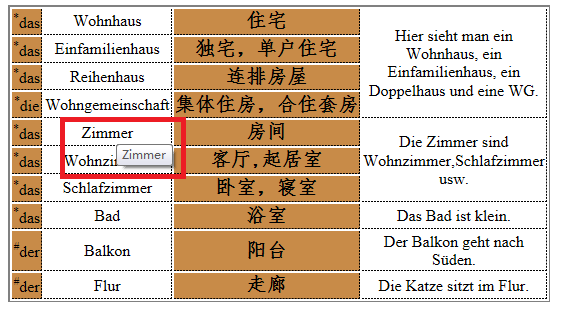 *das Wohnhaus 住宅
*das Einfamilienhaus 独宅，单户住宅
*das Reihenhaus 连排房屋
*die Wohngemeinschaft 集体住房，合住套房
Hier sieht man ein
Wohnhaus, ein
Einfamilienhaus, ein
Doppelhaus und eine WG.
*das Zimmer 房间
*das 客厅,起居室
Zimmer
*das Schlafzimmer 卧室，寝室
Die Zimmer sind
Wohnzimmer,Schlafzimmer
usw.
*das Bad 浴室 Das Bad ist klein.
#der Balkon 阳台
Der Balkon geht nach
Süden.
#der Flur 走廊 Die Katze sitzt im Flur.